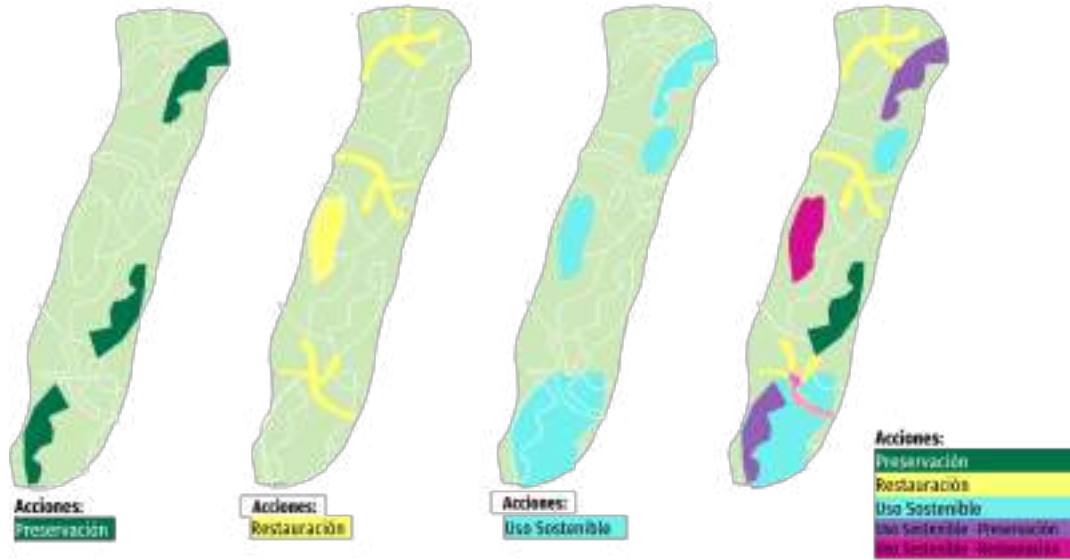 Acciones:
Preservación
Acciones:
Restauración
Acciones:
Uso Sostenible
Acciones:
Preservación
Restauración
Uso Sostenible
Uso Sostenible - Preservación
Uso Sostenible - Restauración